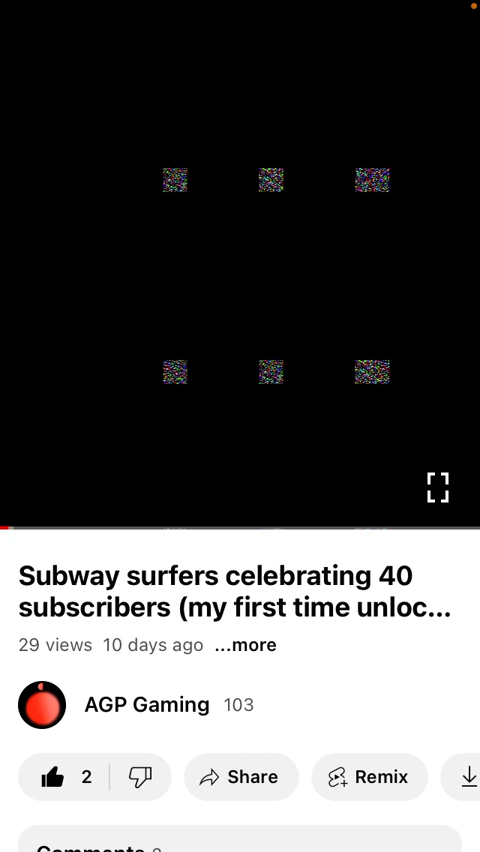 Subway surfers celebrating 40
subscribers (my first time unloc...
29 views 10 days ago ...more
AGP Gaming 103
2 Share Remix
Comments